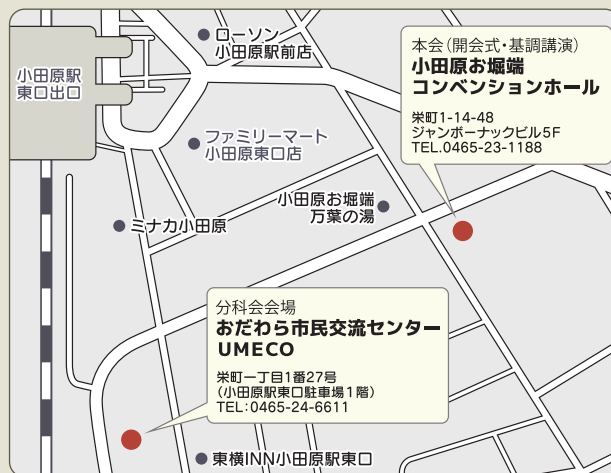 ローソン
小田原駅前店
本会（開会式・基調講演）
小田原お堀端
コンベンションホール
栄町1-14-48
ジャンボーナックビル５F
TEL.0465-23-1188
小田原駅
東口出口
ファミリーマート
小田原東口店
小田原お堀端
万葉の湯
ミナカ小田原
分科会会場
おだわら市民交流センター
UMECO
栄町一丁目1番27号
（小田原駅東口駐車場１階）
TEL：0465-24-6611
東横INN小田原駅東口